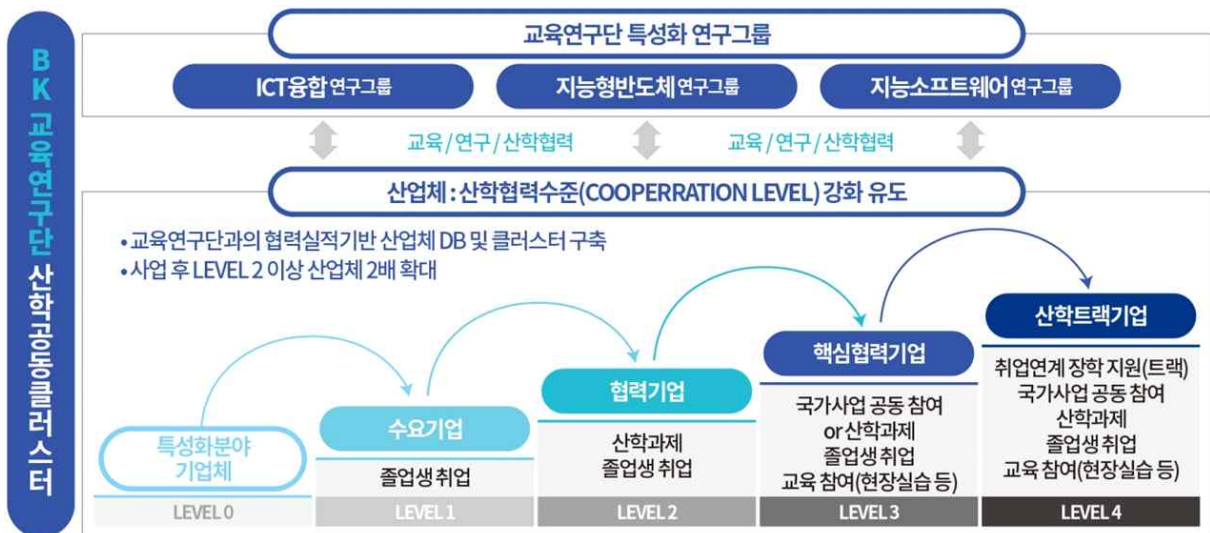 BK 교육연구단 산학공동클러스터
교육연구단 특성화 연구그룹
ICT융합 연구그룹
지능형반도체 연구그룹
지능소프트웨어 연구그룹
교육 / 연구 / 산학협력
교육 / 연구 / 산학협력
산업체 : 산학협력수준(COOPERRATION LEVEL) 강화 유도
• 교육연구단과의 협력실적기반 산업체 DB 및 클러스터 구축
• 사업 후 LEVEL 2 이상 산업체 2배 확대
특성화분야
기업체
LEVEL 0
수요기업
졸업생 취업
LEVEL 1
협력기업
산학과제
졸업생 취업
LEVEL 2
핵심협력기업
국가사업 공동 참여
or 산학과제
졸업생 취업
교육 참여(현장실습 등)
LEVEL 3
산학트랙기업
취업연계 장학 지원(트랙)
국가사업 공동 참여
산학과제
졸업생 취업
교육 참여(현장실습 등)
LEVEL 4